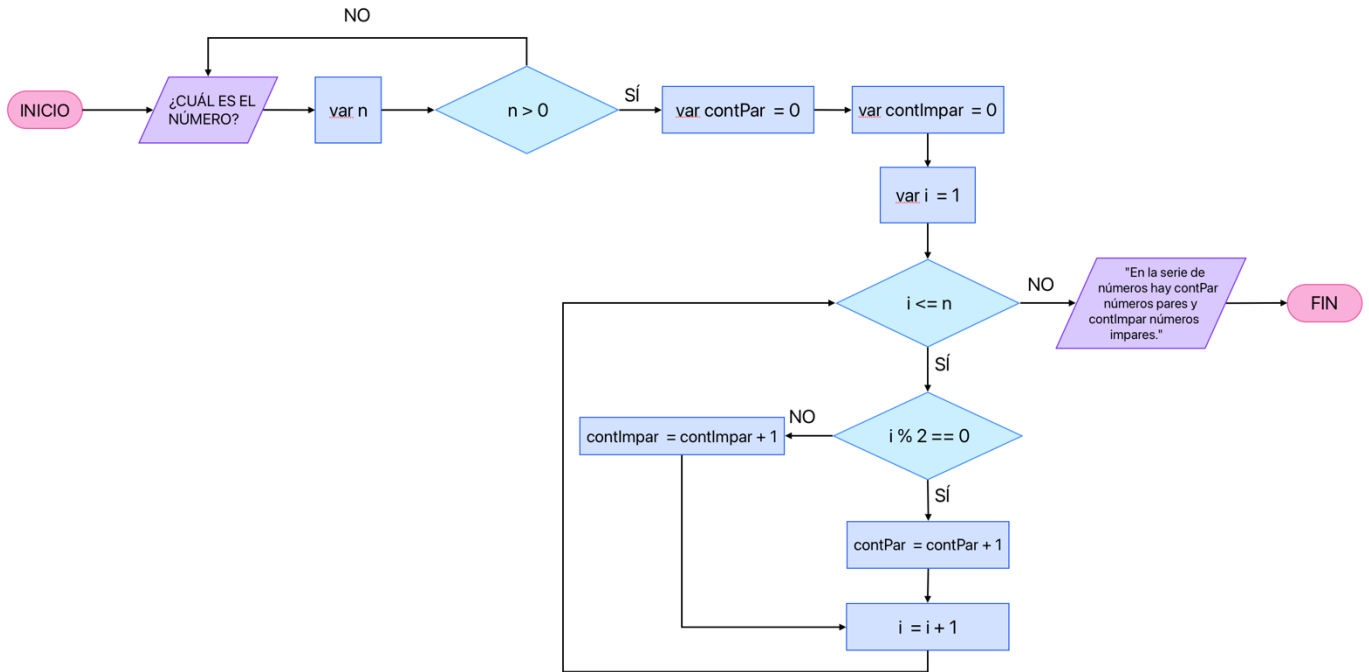 NO
INICIO
¿CUÁL ES EL
NÚMERO?
var n
n > 0
SÍ
var contPar = 0
var contImpar = 0
var i = 1
i <= n
NO
"En la serie de
números hay contPar
números pares y
contImpar números
impares."
FIN
SÍ
i % 2 == 0
NO
contImpar = contImpar + 1
SÍ
contPar = contPar + 1
i = i + 1